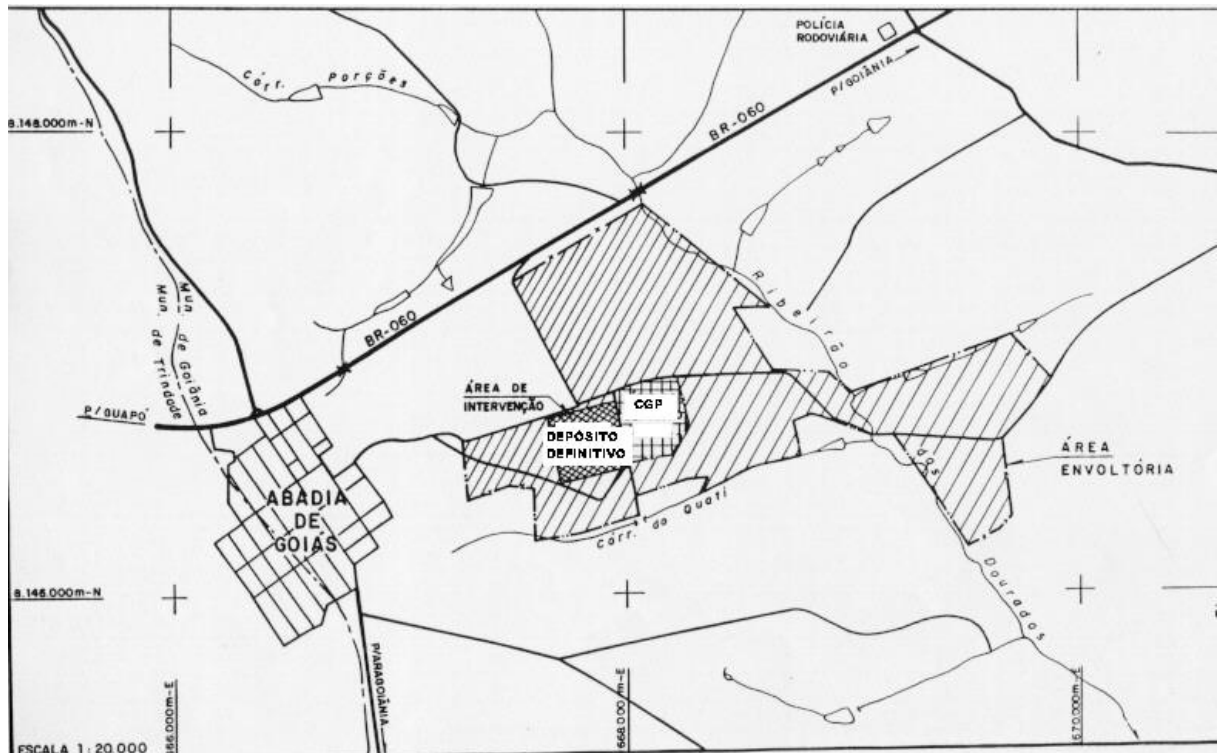 POLÍCIA
RODOVIÁRIA
P/GOIÂNIA
Córr. Porções
BR-060
8.148.000m-N
Ribeirão dos Dourados
Mun. de Goiânia
Mun. de Trindade
BR-060
P/GUAPÓ
ÁREA DE
INTERVENÇÃO
CGP
DEPÓSITO
DEFINITIVO
ÁREA
ENVOLTÓRIA
ABADIA
DE
GOIÁS
Córr. do Quati
8.146.000m-N
P/ARAGOIÂNIA
66.000m-E
668.000m-E
670.000m-E
ESCALA 1:20.000